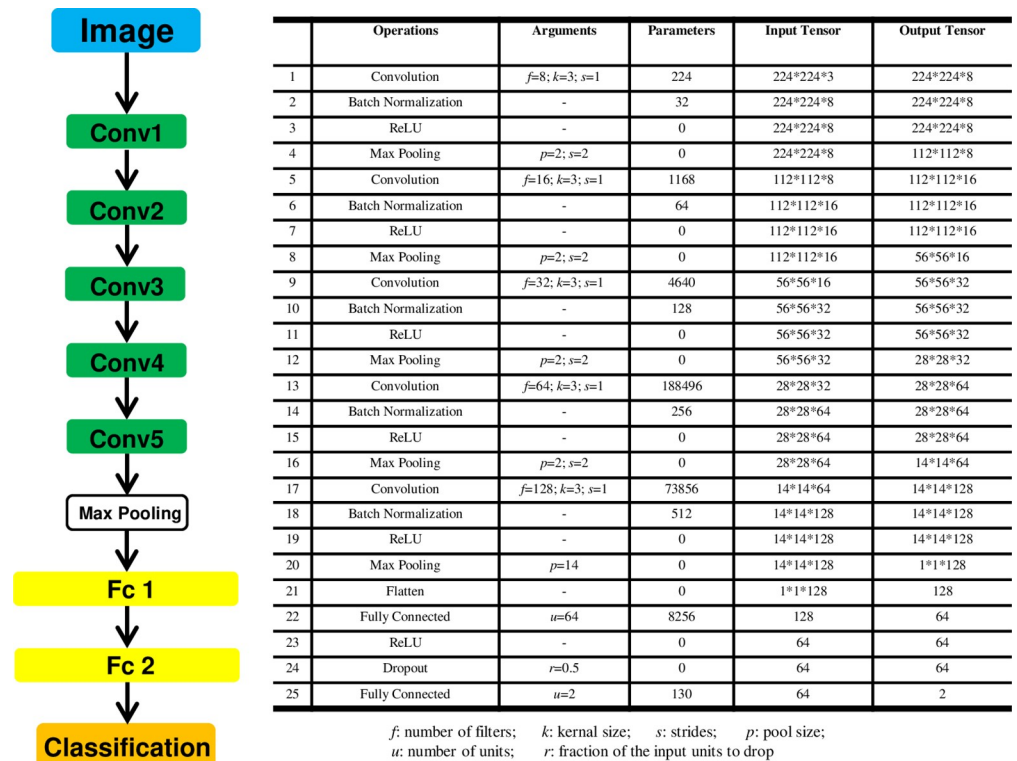 Image
Conv1
Conv2
Conv3
Conv4
Conv5
Max Pooling
Fc 1
Fc 2
Classification
Operations Arguments Parameters Input Tensor Output Tensor
1 Convolution f=8; k=3; s=1 224 224*224*3 224*224*8
2 Batch Normalization - 32 224*224*8 224*224*8
3 ReLU - 0 224*224*8 224*224*8
4 Max Pooling p=2; s=2 0 224*224*8 112*112*8
5 Convolution f=16; k=3; s=1 1168 112*112*8 112*112*16
6 Batch Normalization - 64 112*112*16 112*112*16
7 ReLU - 0 112*112*16 112*112*16
8 Max Pooling p=2; s=2 0 112*112*16 56*56*16
9 Convolution f=32; k=3; s=1 4640 56*56*16 56*56*32
10 Batch Normalization - 128 56*56*32 56*56*32
11 ReLU - 0 56*56*32 56*56*32
12 Max Pooling p=2; s=2 0 56*56*32 28*28*32
13 Convolution f=64; k=3; s=1 188496 28*28*32 28*28*64
14 Batch Normalization - 256 28*28*64 28*28*64
15 ReLU - 0 28*28*64 28*28*64
16 Max Pooling p=2; s=2 0 28*28*64 14*14*64
17 Convolution f=128; k=3; s=1 73856 14*14*64 14*14*128
18 Batch Normalization - 512 14*14*128 14*14*128
19 ReLU - 0 14*14*128 14*14*128
20 Max Pooling p=14 0 14*14*128 1*1*128
21 Flatten - 0 1*1*128 128
22 Fully Connected u=64 8256 128 64
23 ReLU - 0 64 64
24 Dropout r=0.5 0 64 64
25 Fully Connected u=2 130 64 2
f: number of filters; k: kernal size; s: strides; p: pool size;
u: number of units; r: fraction of the input units to drop